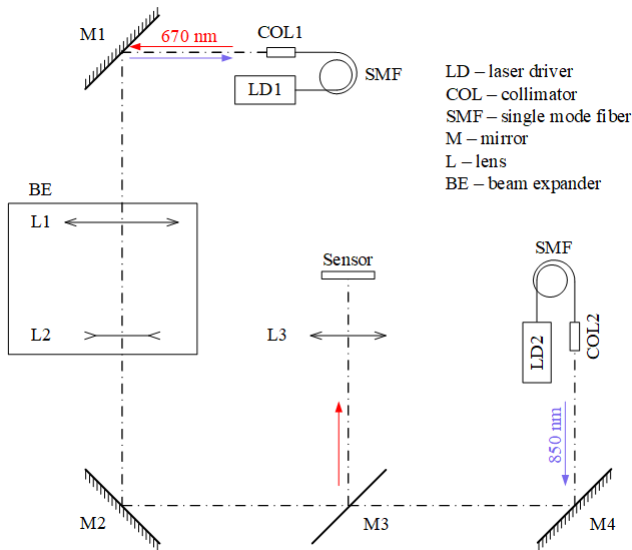 M1
670 nm
COL1
SMF
LD1
LD – laser driver
COL – collimator
SMF – single mode fiber
M – mirror
L – lens
BE – beam expander
BE
L1
L2
Sensor
L3
SMF
LD2
COL2
850 nm
M2
M3
M4